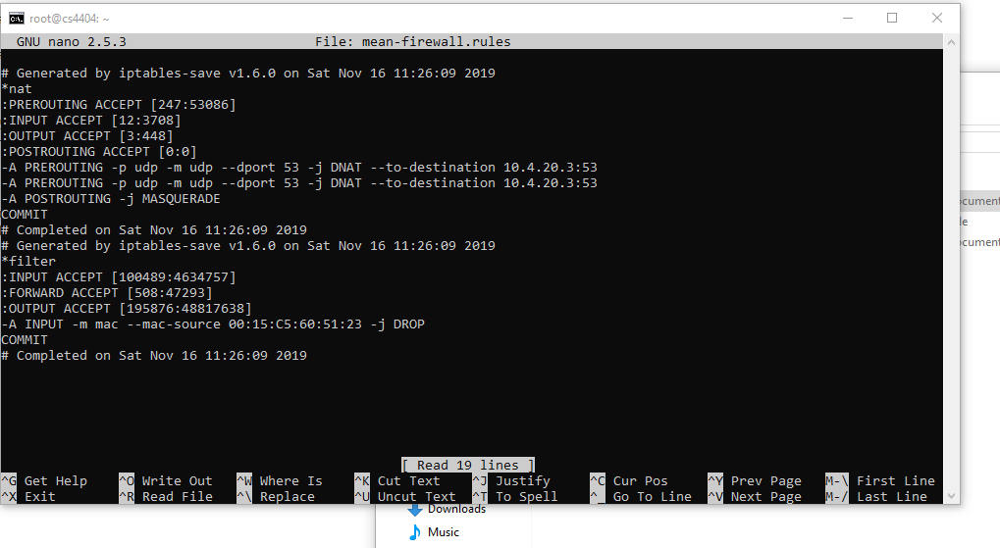 root@cs4404: ~
GNU nano 2.5.3 File: mean-firewall.rules
# Generated by iptables-save v1.6.0 on Sat Nov 16 11:26:09 2019
*nat
:PREROUTING ACCEPT [247:53086]
:INPUT ACCEPT [12:3708]
:OUTPUT ACCEPT [3:448]
:POSTROUTING ACCEPT [0:0]
-A PREROUTING -p udp -m udp --dport 53 -j DNAT --to-destination 10.4.20.3:53
-A PREROUTING -p udp -m udp --dport 53 -j DNAT --to-destination 10.4.20.3:53
-A POSTROUTING -j MASQUERADE
COMMIT
# Completed on Sat Nov 16 11:26:09 2019
# Generated by iptables-save v1.6.0 on Sat Nov 16 11:26:09 2019
*filter
:INPUT ACCEPT [100489:4634757]
:FORWARD ACCEPT [508:47293]
:OUTPUT ACCEPT [195876:48817638]
-A INPUT -m mac --mac-source 00:15:C5:60:51:23 -j DROP
COMMIT
# Completed on Sat Nov 16 11:26:09 2019
[ Read 19 lines ]
^G Get Help ^O Write Out ^W Where Is ^K Cut Text ^J Justify ^C Cur Pos ^Y Prev Page M-\ First Line
^X Exit ^R Read File ^\ Replace ^U Uncut Text ^T To Spell ^_ Go To Line ^V Next Page M-/ Last Line
Downloads
Music